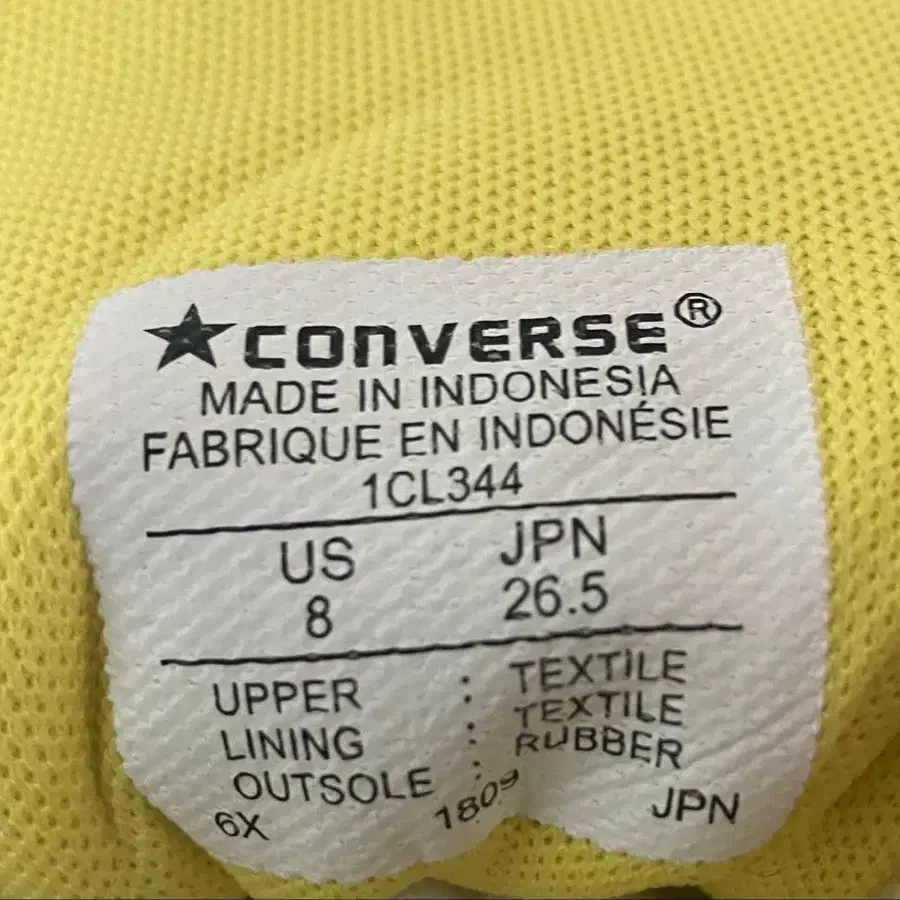 ★CONVERSE®
MADE IN INDONESIA
FABRIQUE EN INDONÉSIE
1CL344
US JPN
8 26.5
UPPER : TEXTILE
LINING : TEXTILE
OUTSOLE : RUBBER
6X 1809 JPN